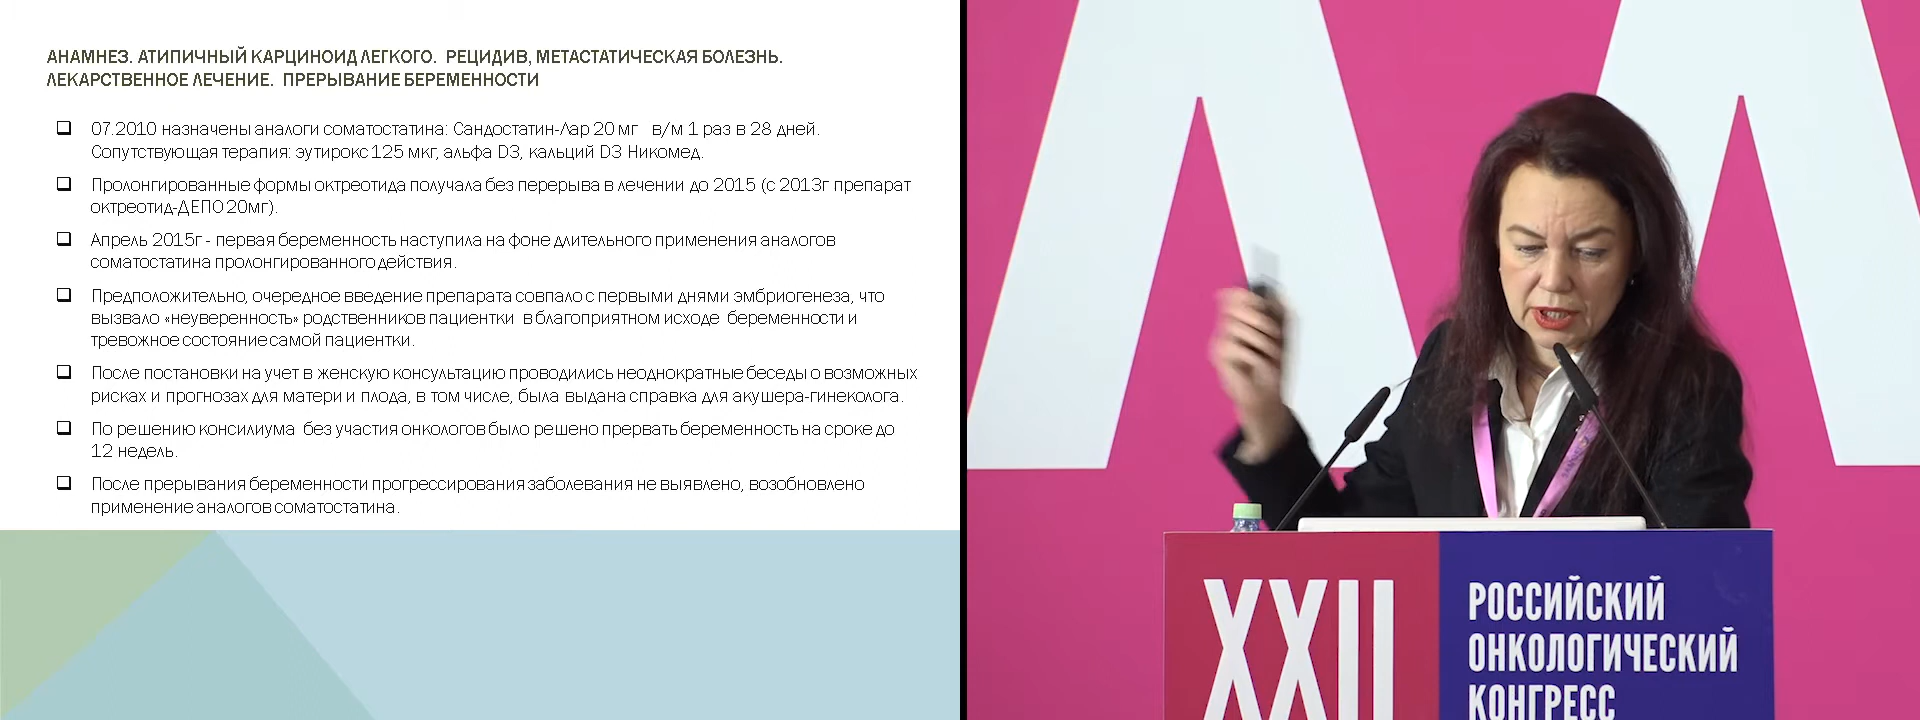 АНАМНЕЗ. АТИПИЧНЫЙ КАРЦИНОИД ЛЕГКОГО. РЕЦИДИВ, МЕТАСТАТИЧЕСКАЯ БОЛЕЗНЬ.
ЛЕКАРСТВЕННОЕ ЛЕЧЕНИЕ. ПРЕРЫВАНИЕ БЕРЕМЕННОСТИ
07.2010 назначены аналоги соматостатина: Сандостатин-Лар 20 мг в/м 1 раз в 28 дней.
Сопутствующая терапия: эутирокс 125 мкг, альфа D3, кальций D3 Никомед.
Пролонгированные формы октреотида получала без перерыва в лечении до 2015 (с 2013г препарат
октреотид-ДЕПО 20мг).
Апрель 2015г - первая беременность наступила на фоне длительного применения аналогов
соматостатина пролонгированного действия.
Предположительно, очередное введение препарата совпало с первыми днями эмбриогенеза, что
вызвало «неуверенность» родственников пациентки в благоприятном исходе беременности и
тревожное состояние самой пациентки.
После постановки на учет в женскую консультацию проводились неоднократные беседы о возможных
рисках и прогнозах для матери и плода, в том числе, была выдана справка для акушера-гинеколога.
По решению консилиума без участия онкологов было решено прервать беременность на сроке до
12 недель.
После прерывания беременности прогрессирования заболевания не выявлено, возобновлено
применение аналогов соматостатина.
XXII
РОССИЙСКИЙ
ОНКОЛОГИЧЕСКИЙ
КОНГРЕСС